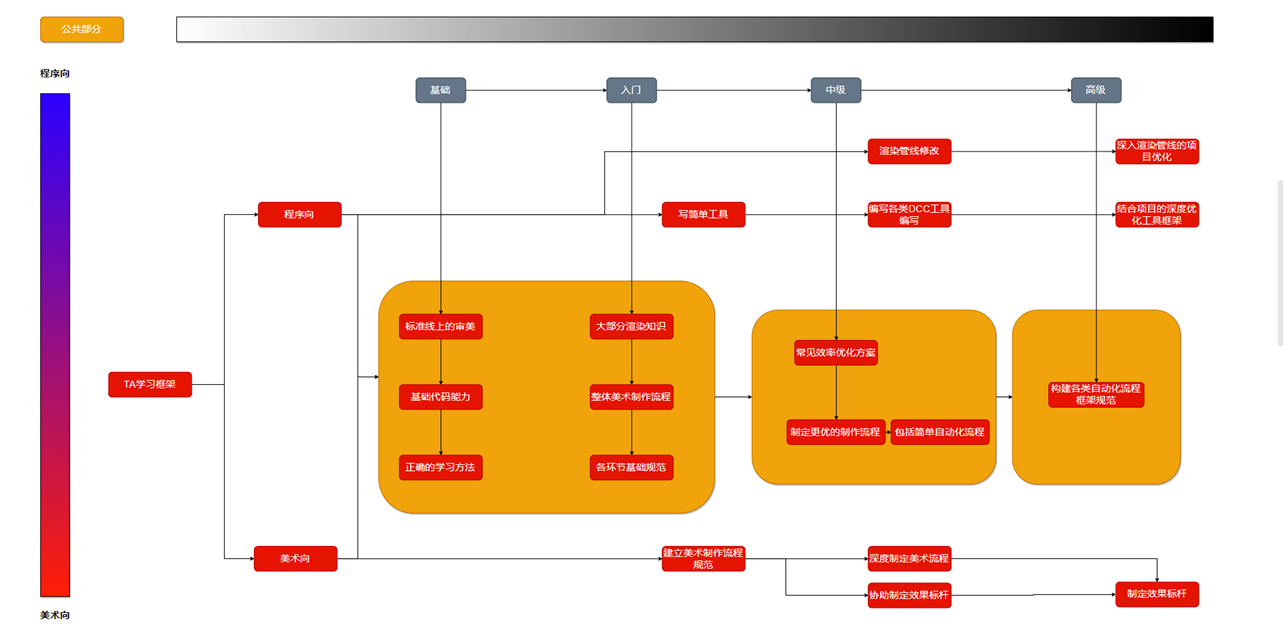 公共部分
程序向
基础
入门
中级
高级
渲染管线修改
深入渲染管线的项
目优化
程序向
写简单工具
编写各类DCC工具
编写
结合项目的深度优
化工具框架
标准线上的审美
大部分渲染知识
常见效率优化方案
TA学习框架
基础代码能力
整体美术制作流程
构建各类自动化流程
框架规范
制定更优的制作流程
包括简单自动化流程
正确的学习方法
各环节基础规范
美术向
建立美术制作流程
规范
深度制定美术流程
协助制定效果标杆
制定效果标杆
美术向